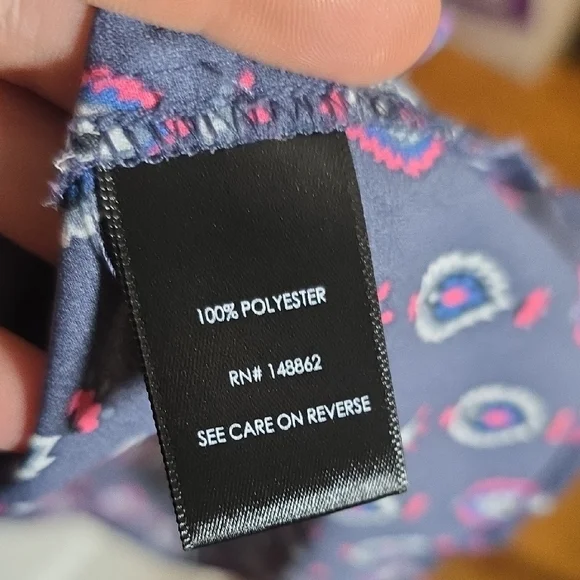 100% POLYESTER
RN# 148862
SEE CARE ON REVERSE